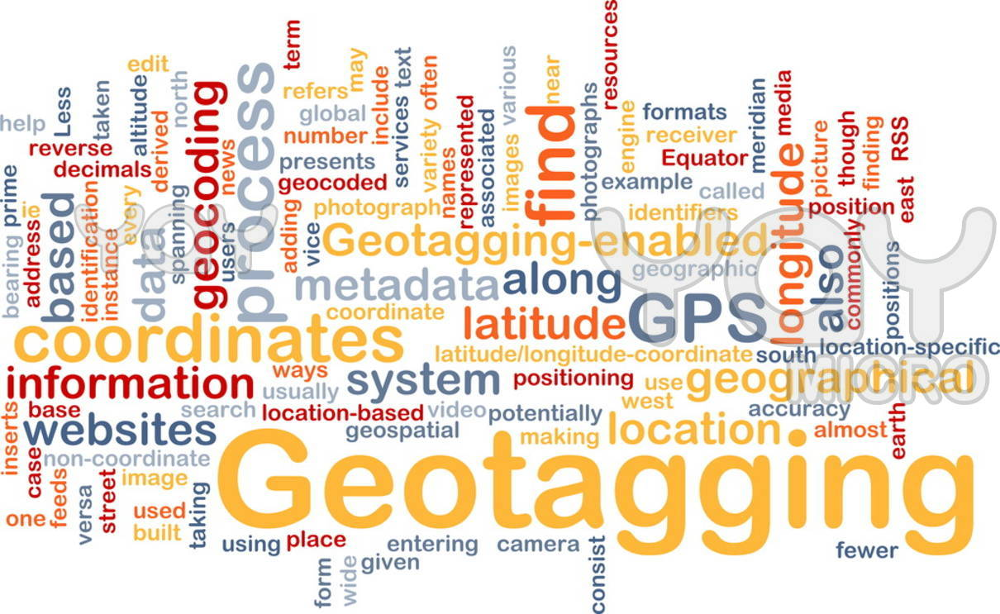 resources
term
edit
may
text
often
various
near
north
process
refers
include
services
variety
Less
taken
altitude
derived
geocoding
news
global
number
represented
associated
images
find
photographs
engine
formats
receiver
meridian
media
help
reverse
decimals
presents
geocoded
names
Equator
picture
though
finding
RSS
example
called
east
prime
ie
bearing
addresses
based
identification
instance
every
data
spanning
users
adding
vice
photograph
identifiers
position
Geotagging-enabled
longitude
also
commonly
positions
metadata
along
geographic
coordinate
latitude
GPS
coordinates
latitude/longitude-coordinate
south
location-specific
information
ways
usually
system
positioning
use
geographical
west
base
search
location-based
video
potentially
accuracy
inserts
websites
geospatial
making
location
almost
earth
case
non-coordinate
Geotagging
image
feeds
versa
street
one
used
built
taking
using
place
entering
camera
consist
fewer
form
wide
given
YOY
YOY
MICRO